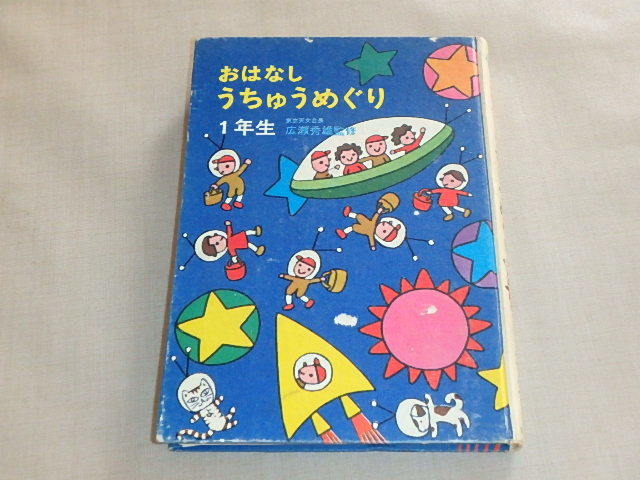 おはなし
うちゅうめぐり
1年生
東京天文台長
広瀬秀雄監修